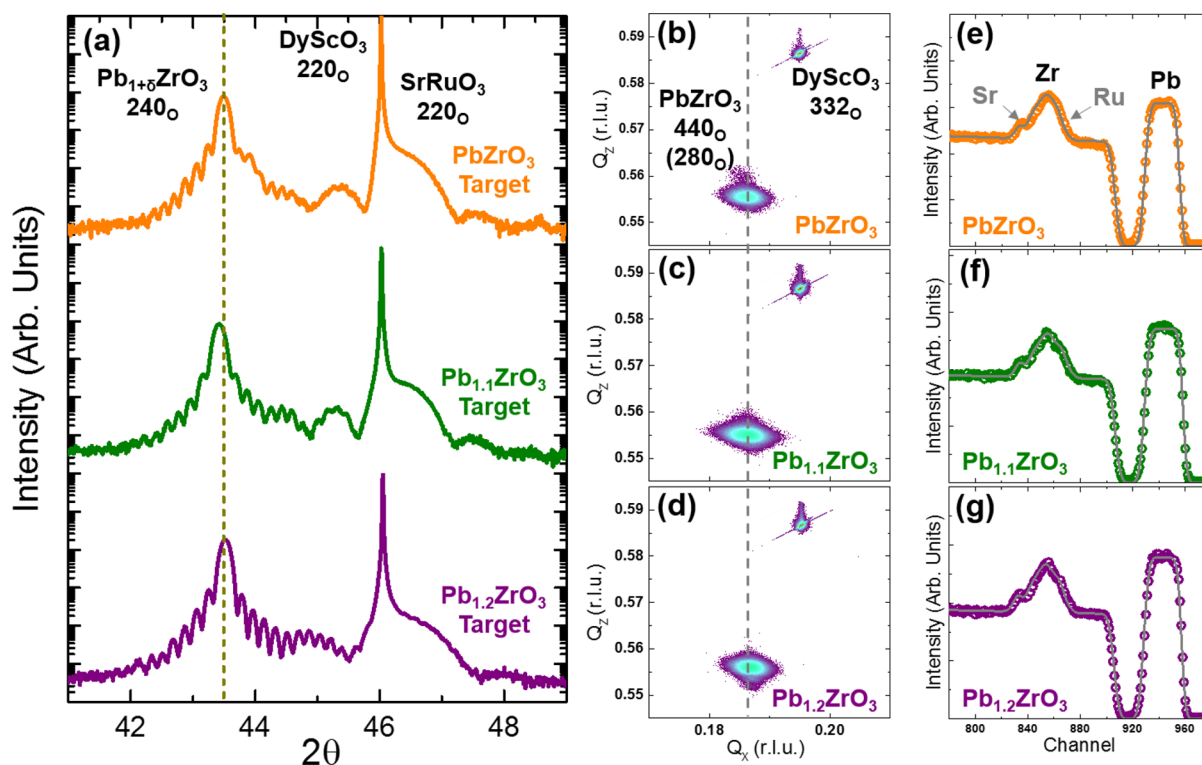 (a)
DyScO₃
220ₒ
Pb₁₊δZrO₃
240ₒ
SrRuO₃
220ₒ
PbZrO₃
Target
Pb₁.₁ZrO₃
Target
Pb₁.₂ZrO₃
Target
Intensity (Arb. Units)
42 44 46 48
2θ
(b)
PbZrO₃
440ₒ
(280ₒ)
DyScO₃
332ₒ
PbZrO₃
Q_Z (r.l.u.)
0.59
0.58
0.57
0.56
0.55
(c)
Pb₁.₁ZrO₃
Q_Z (r.l.u.)
0.59
0.58
0.57
0.56
0.55
(d)
Pb₁.₂ZrO₃
Q_Z (r.l.u.)
0.59
0.58
0.57
0.56
0.55
0.18 0.20
Q_X (r.l.u.)
(e)
Zr
Pb
Sr
Ru
PbZrO₃
Intensity (Arb. Units)
(f)
Pb₁.₁ZrO₃
Intensity (Arb. Units)
(g)
Pb₁.₂ZrO₃
Intensity (Arb. Units)
800 840 880 920 960
Channel